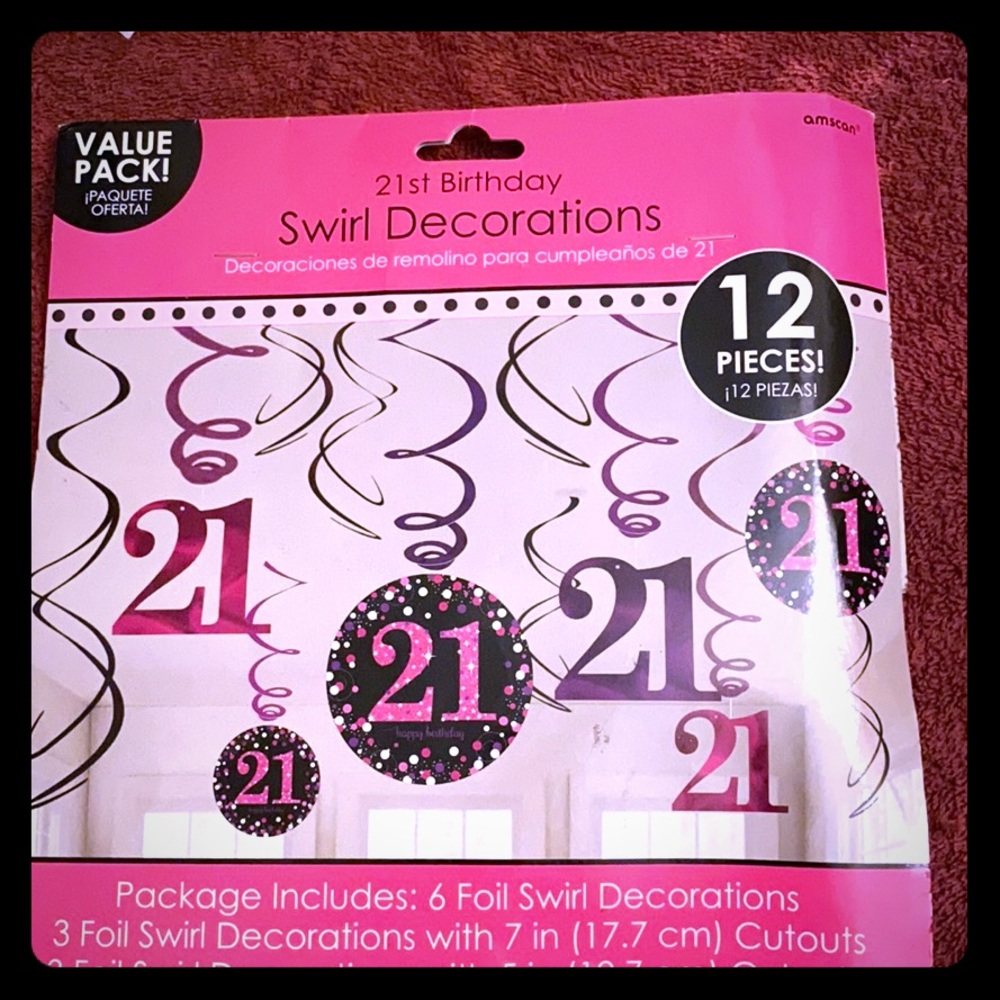 amscan®
VALUE
PACK!
¡PAQUETE
OFERTA!
21st Birthday
Swirl Decorations
Decoraciones de remolino para cumpleaños de 21
12
PIECES!
¡12 PIEZAS!
21
21
21
21
happy birthday
21
21
Package Includes: 6 Foil Swirl Decorations
3 Foil Swirl Decorations with 7 in (17.7 cm) Cutouts